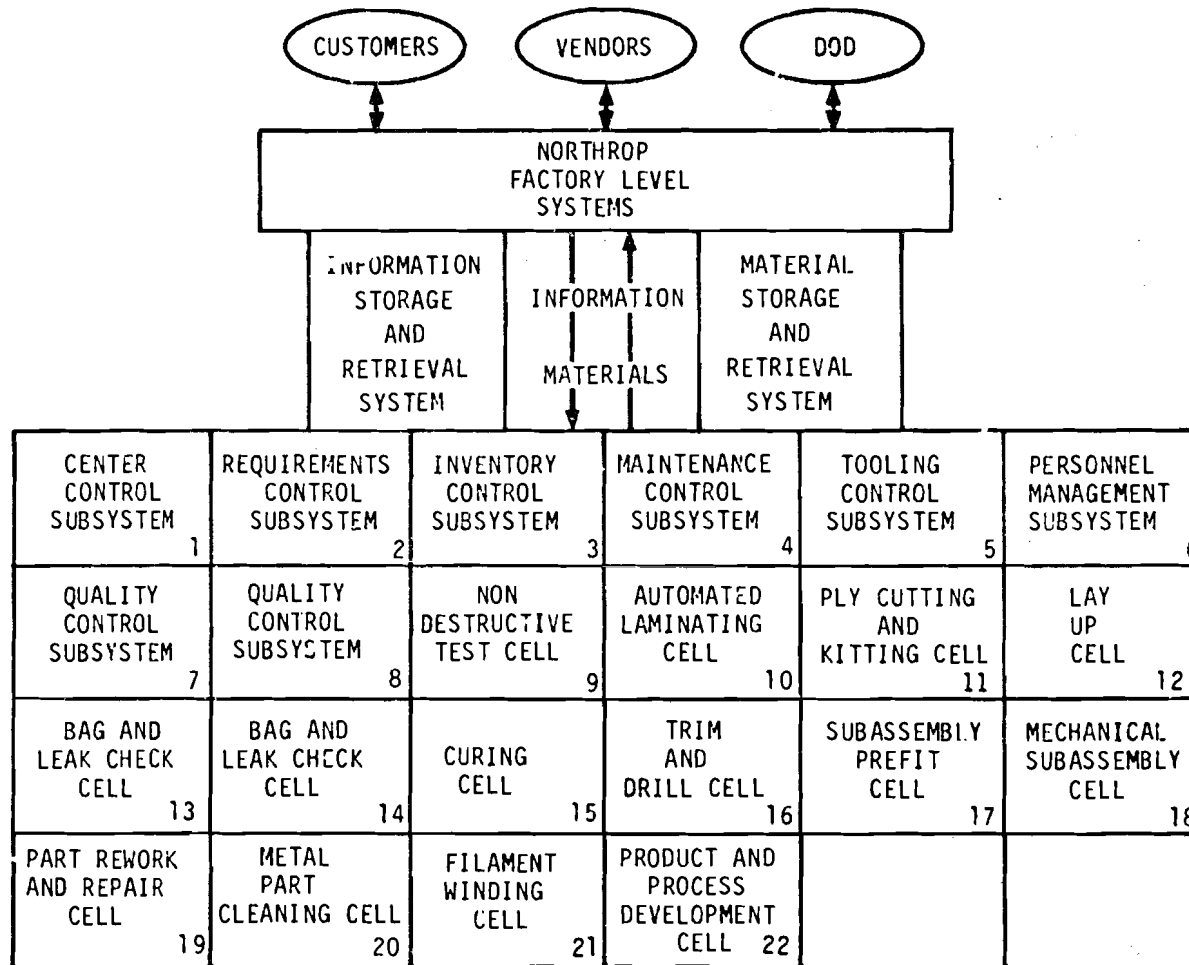 CUSTOMERS
VENDORS
DOD
NORTHROP
FACTORY LEVEL
SYSTEMS
INFORMATION
STORAGE
AND
RETRIEVAL
SYSTEM
INFORMATION
MATERIALS
MATERIAL
STORAGE
AND
RETRIEVAL
SYSTEM
CENTER
CONTROL
SUBSYSTEM
1
REQUIREMENTS
CONTROL
SUBSYSTEM
2
INVENTORY
CONTROL
SUBSYSTEM
3
MAINTENANCE
CONTROL
SUBSYSTEM
4
TOOLING
CONTROL
SUBSYSTEM
5
PERSONNEL
MANAGEMENT
SUBSYSTEM
QUALITY
CONTROL
SUBSYSTEM
7
QUALITY
CONTROL
SUBSYSTEM
8
NON
DESTRUCTIVE
TEST CELL
9
AUTOMATED
LAMINATING
CELL
10
PLY CUTTING
AND
KITTING CELL
11
LAY
UP
CELL
12
BAG AND
LEAK CHECK
CELL
13
BAG AND
LEAK CHECK
CELL
14
CURING
CELL
15
TRIM
AND
DRILL CELL
16
SUBASSEMBLY
PREFIT
CELL
17
MECHANICAL
SUBASSEMBLY
CELL
18
PART REWORK
AND REPAIR
CELL
19
METAL
PART
CLEANING CELL
20
FILAMENT
WINDING
CELL
21
PRODUCT AND
PROCESS
DEVELOPMENT
CELL 22